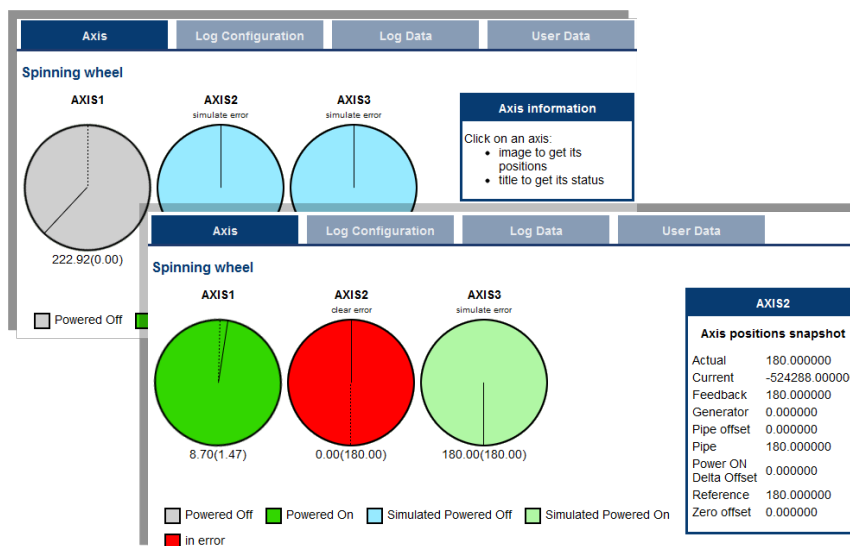 Axis Log Configuration Log Data User Data
Spinning wheel
AXIS1 AXIS2 AXIS3
simulate error simulate error
Axis information
Click on an axis:
• image to get its
positions
• title to get its status
222.92(0.00)
Powered Off
Axis Log Configuration Log Data User Data
Spinning wheel
AXIS1 AXIS2 AXIS3
clear error simulate error
8.70(1.47) 0.00(180.00) 180.00(180.00)
Powered Off Powered On Simulated Powered Off Simulated Powered On
in error
AXIS2
Axis positions snapshot
Actual 180.000000
Current -524288.00000
Feedback 180.000000
Generator 0.000000
Pipe offset 0.000000
Pipe 180.000000
Power ON
Delta Offset 0.000000
Reference 180.000000
Zero offset 0.000000